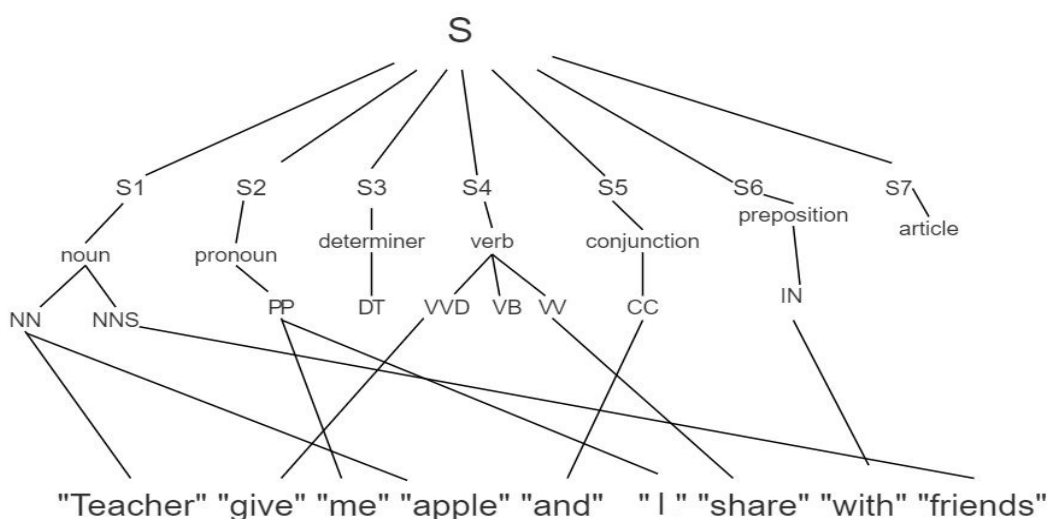 S
S1 S2 S3 S4 S5 S6 S7
noun pronoun determiner verb conjunction preposition article
NN NNS PP DT VVD VB VV CC IN
"Teacher" "give" "me" "apple" "and" " I " "share" "with" "friends"